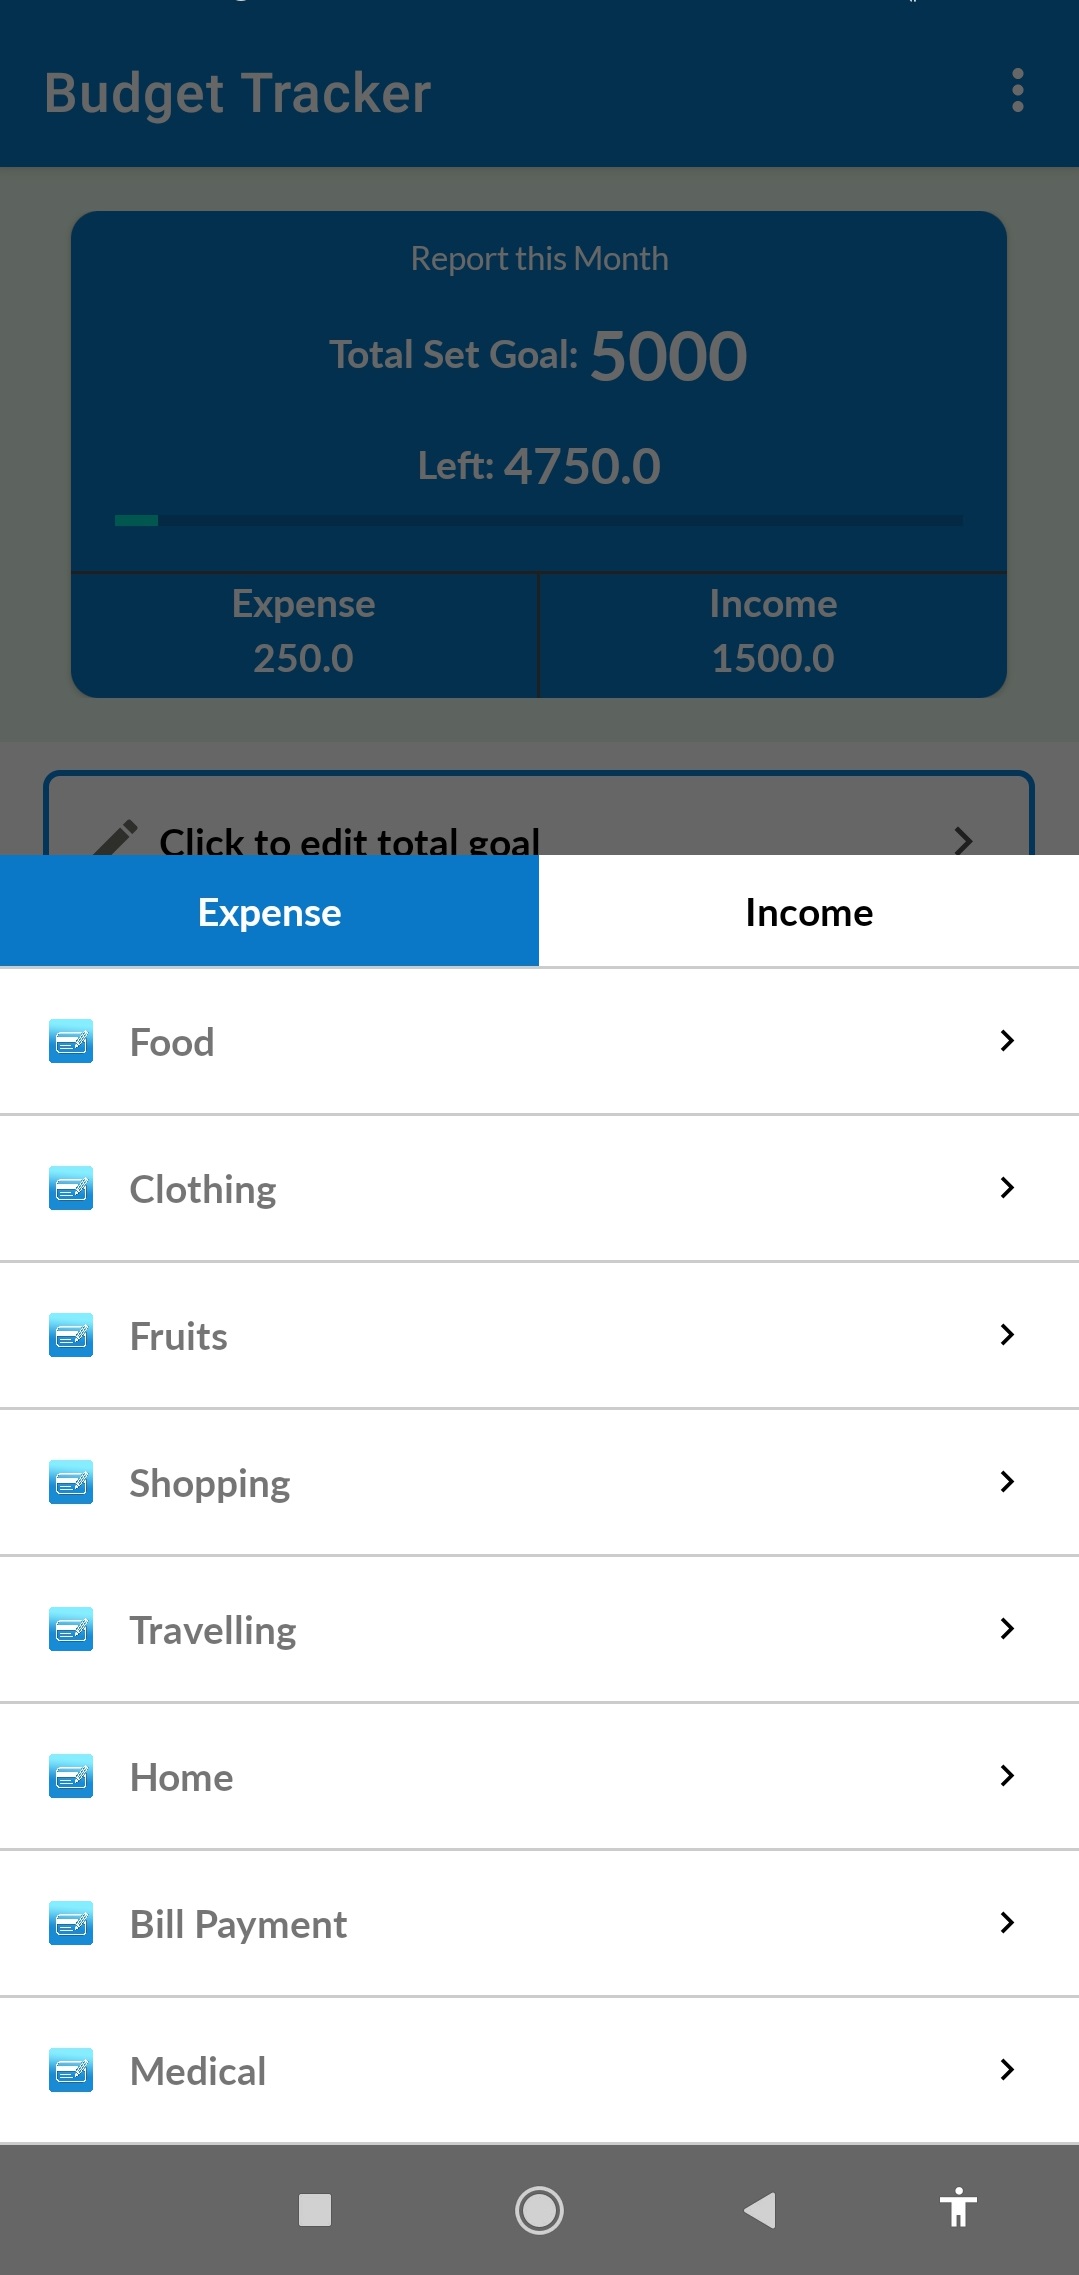 Budget Tracker
Report this Month
Total Set Goal: 5000
Left: 4750.0
Expense Income
250.0 1500.0
Click to edit total goal
Expense Income
Food
Clothing
Fruits
Shopping
Travelling
Home
Bill Payment
Medical